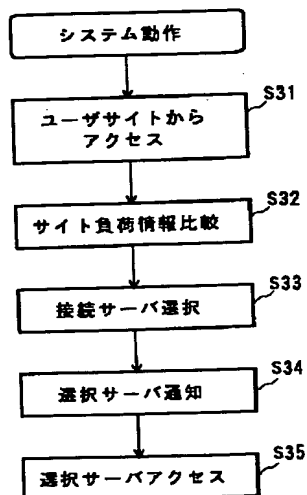 システム動作
S31
ユーザサイトから
アクセス
S32
サイト負荷情報比較
S33
接続サーバ選択
S34
選択サーバ通知
S35
選択サーバアクセス